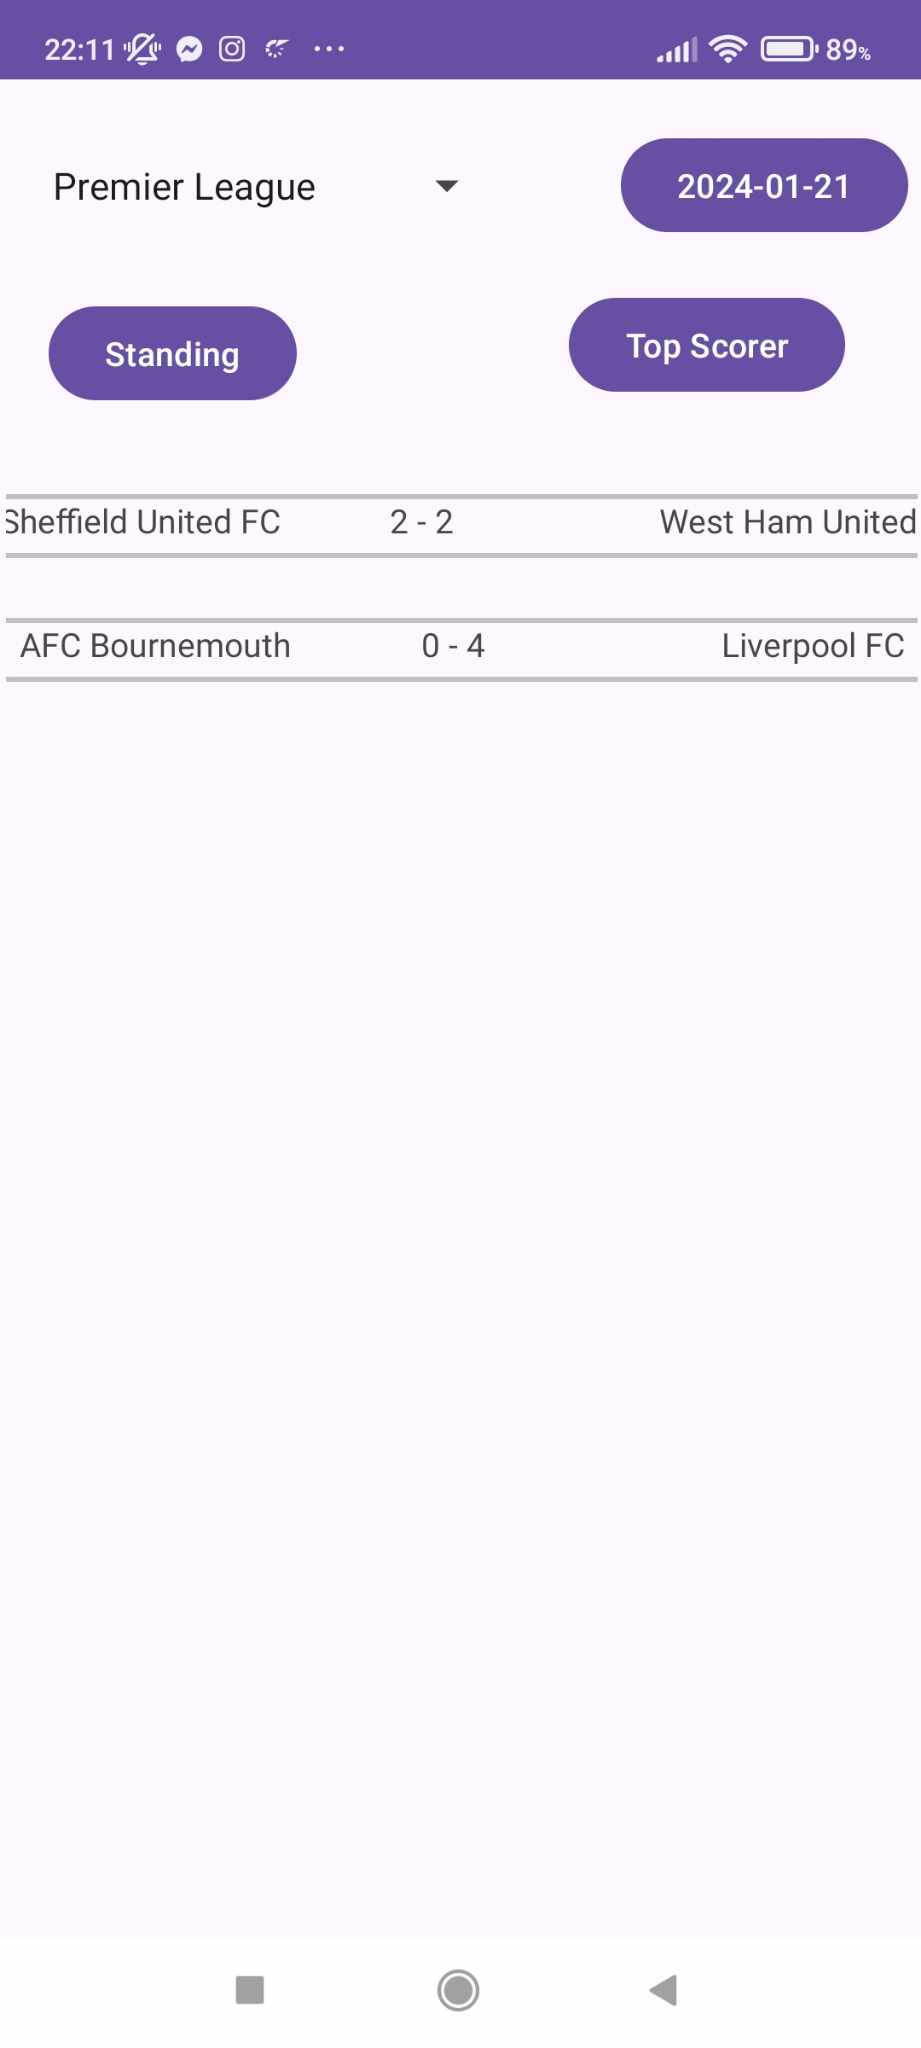 22:11 89%
Premier League 2024-01-21
Standing Top Scorer
Sheffield United FC 2 - 2 West Ham United
AFC Bournemouth 0 - 4 Liverpool FC